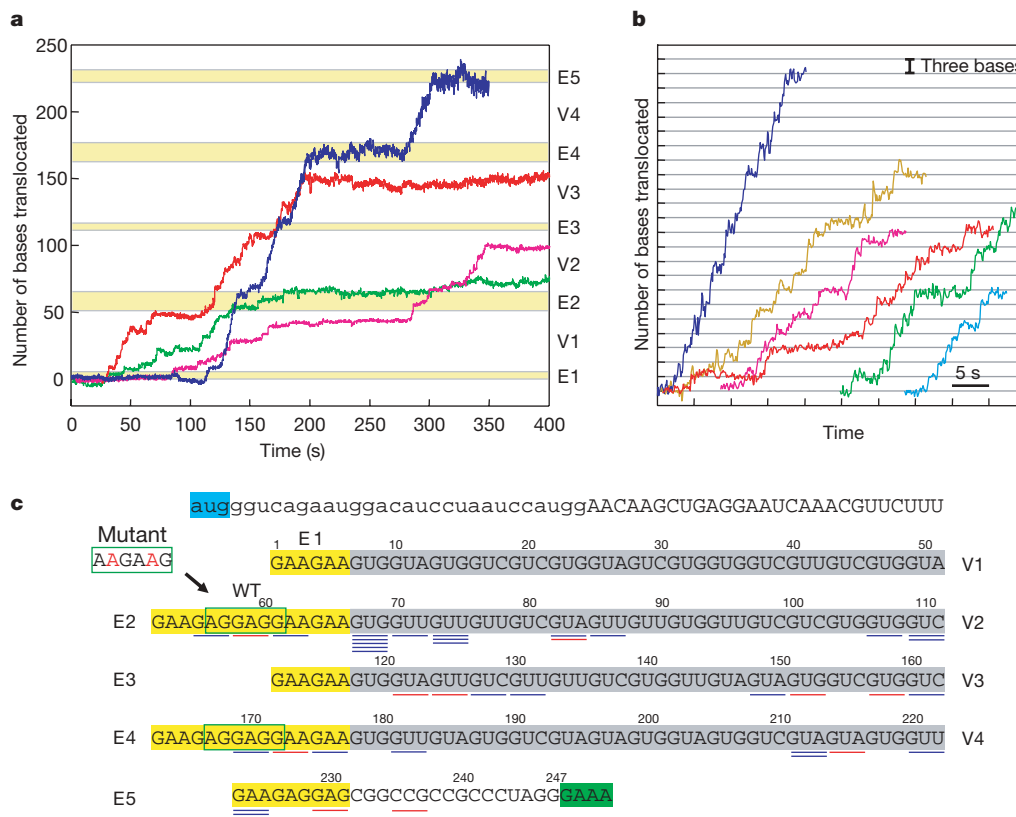 a
Number of bases translocated
250
200
150
100
50
0
0 50 100 150 200 250 300 350 400
Time (s)
E5
V4
E4
V3
E3
V2
E2
V1
E1
b
Number of bases translocated
Three bases
5 s
Time
c
augggucagaauggacauccuaauccauggAACAAGCUGAGGAAUCAAACGUUCUUU
Mutant
AAGAAG
E1
1 10 20 30 40 50
GAAGAAGUGGUAGUGGUCGUCGUGGUAGUCGUGGUGGUCGUUGUCGUGGUA V1
WT
60 70 80 90 100 110
E2 GAAGAGGAGGAAGAAGUGGUUGUUGUUGUCGUAGUUGUUGUGGUUGUCGUCGUGGUGGUC V2
120 130 140 150 160
E3 GAAGAAGUGGUAGUUGUCGUUGUUGUCGUGGUUGUAGUAGUGGUCGUGGUC V3
170 180 190 200 210 220
E4 GAAGAGGAGGAAGAAGUGGUUGUAGUGGUCGUAGUAGUGGUAGUGGUCGUAGUAGUGGUU V4
230 240 247
E5 GAAGAGGAGCGGCCGCCGCCCUAGGGAAA